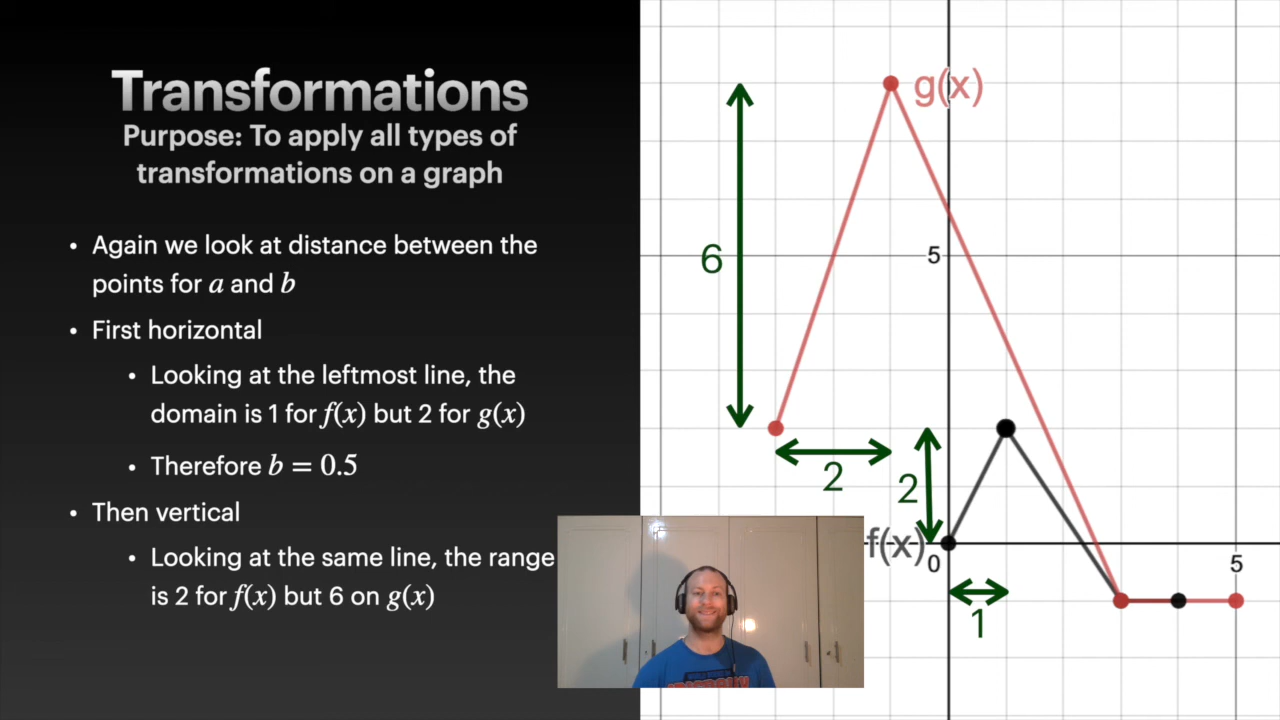 Transformations
Purpose: To apply all types of
transformations on a graph
• Again we look at distance between the
points for a and b
• First horizontal
• Looking at the leftmost line, the
domain is 1 for f(x) but 2 for g(x)
• Therefore b = 0.5
• Then vertical
• Looking at the same line, the range
is 2 for f(x) but 6 on g(x)
g(x)
6
5
2
2
f(x)
0
5
1